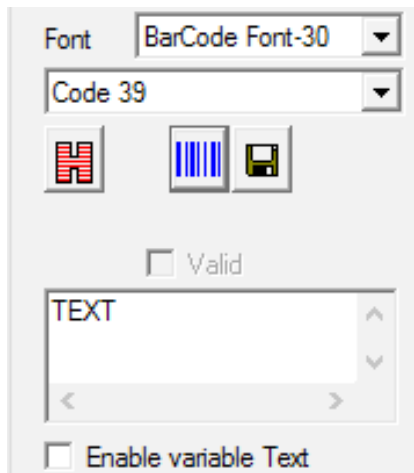 Font BarCode Font-30
Code 39
Valid
TEXT
Enable variable Text